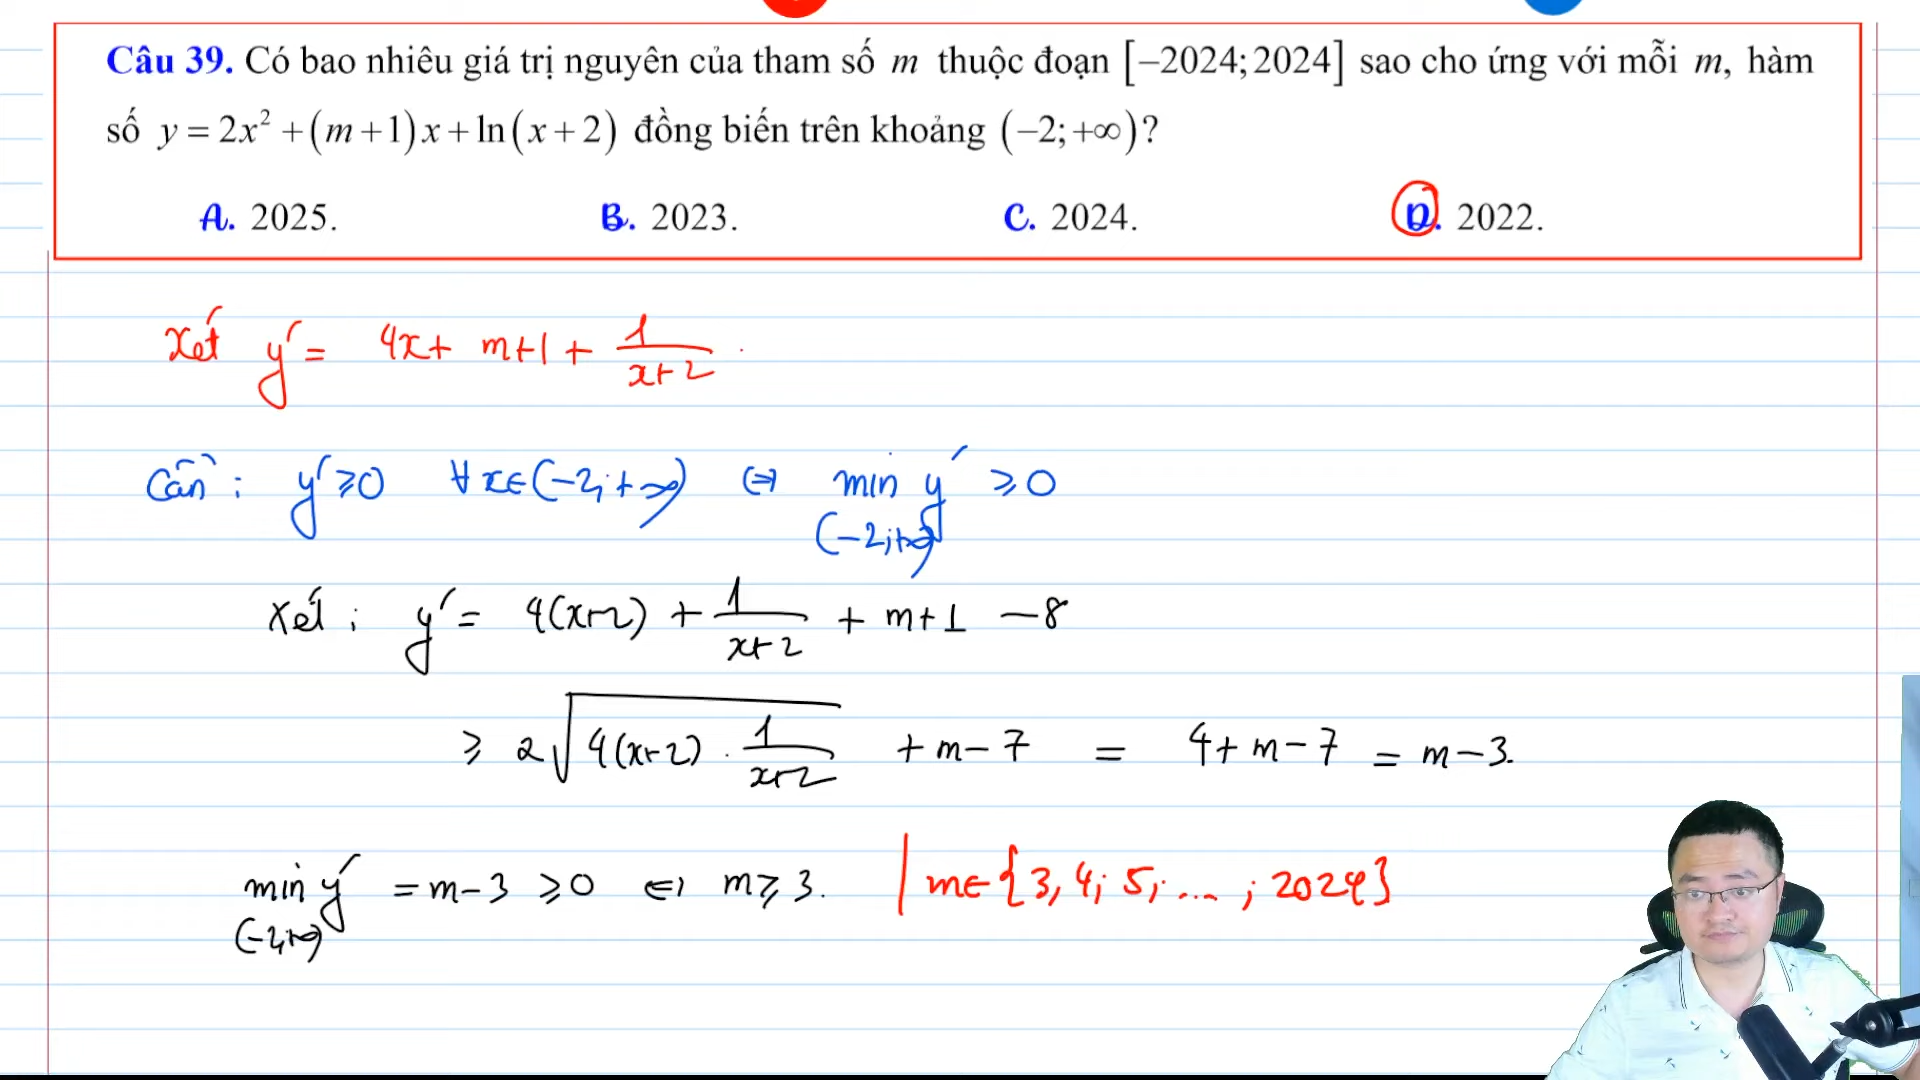 Câu 39. Có bao nhiêu giá trị nguyên của tham số m thuộc đoạn [−2024; 2024] sao cho ứng với mỗi m, hàm
số y = 2x² + (m+1)x + ln(x+2) đồng biến trên khoảng (−2; +∞)?
A. 2025. B. 2023. C. 2024. D. 2022.
Xét y′ = 4x + m+1 + 1/(x+2)
Cần : y′ ≥ 0 ∀x∈(−2; +∞) ⇔ min y′ ≥ 0
(−2;+∞)
Xét : y′ = 4(x+2) + 1/(x+2) + m+1 − 8
≥ 2√(4(x+2) · 1/(x+2)) + m − 7 = 4 + m − 7 = m − 3.
min y′ = m − 3 ≥ 0 ⇔ m ≥ 3. | m∈{3, 4; 5; ... ; 2024}
(−2;+∞)